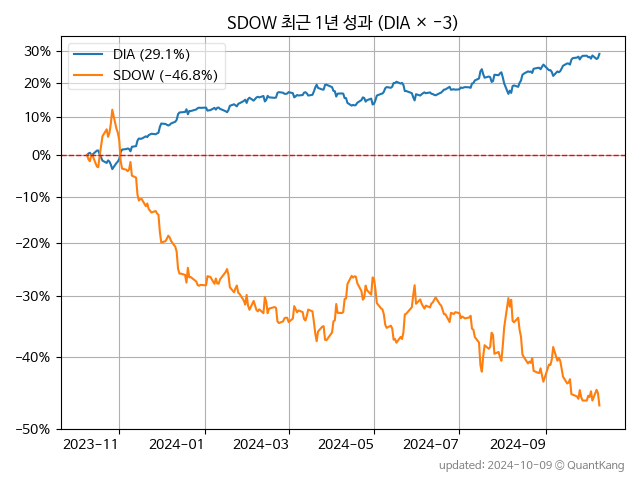 SDOW 최근 1년 성과 (DIA × −3)
DIA (29.1%)
SDOW (−46.8%)
30%
20%
10%
0%
−10%
−20%
−30%
−40%
−50%
2023-11 2024-01 2024-03 2024-05 2024-07 2024-09
updated: 2024-10-09 © QuantKang